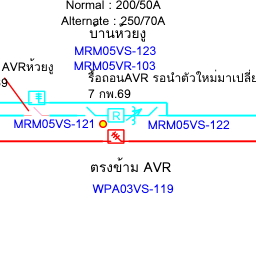 Normal : 200/50A
Alternate : 250/70A
บ้านห้วยงู
MRM05VS-123
AVRห้วยงู
MRM05VR-103
รื้อถอนAVR รอนำตัวใหม่มาเปลี่ย
9
7 กพ.69
R
MRM05VS-121
MRM05VS-122
ตรงข้าม AVR
WPA03VS-119